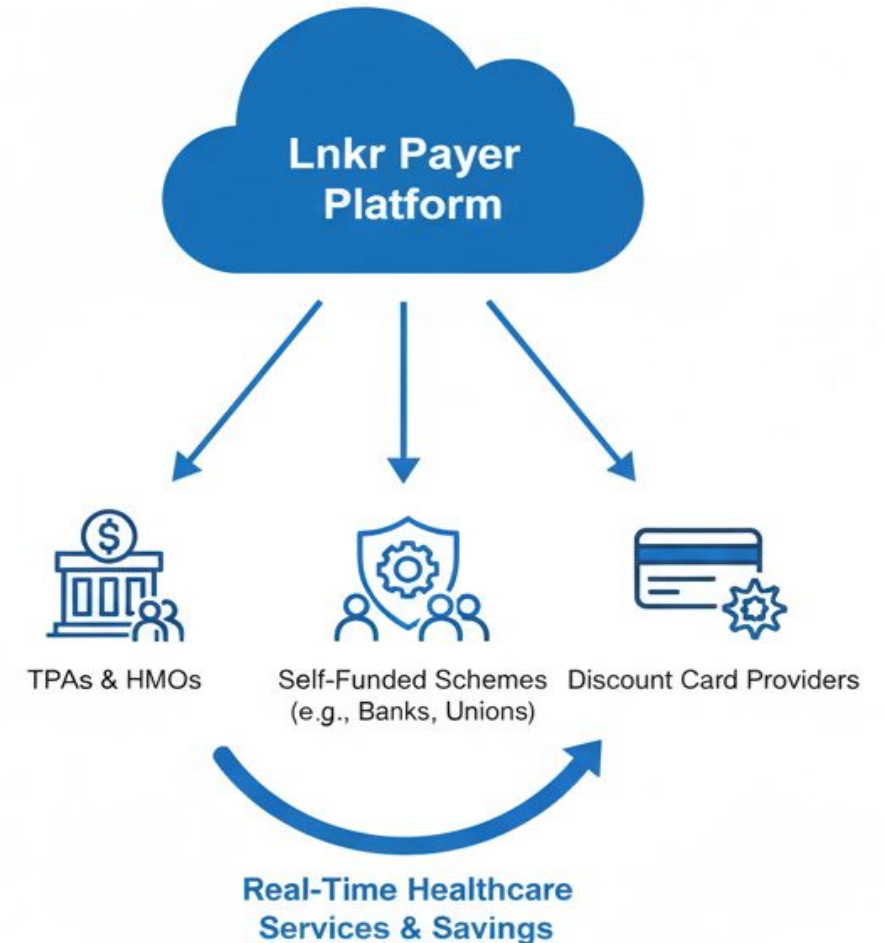 Lnkr Payer
Platform
$
TPAs & HMOs
Self-Funded Schemes
(e.g., Banks, Unions)
Discount Card Providers
Real-Time Healthcare
Services & Savings